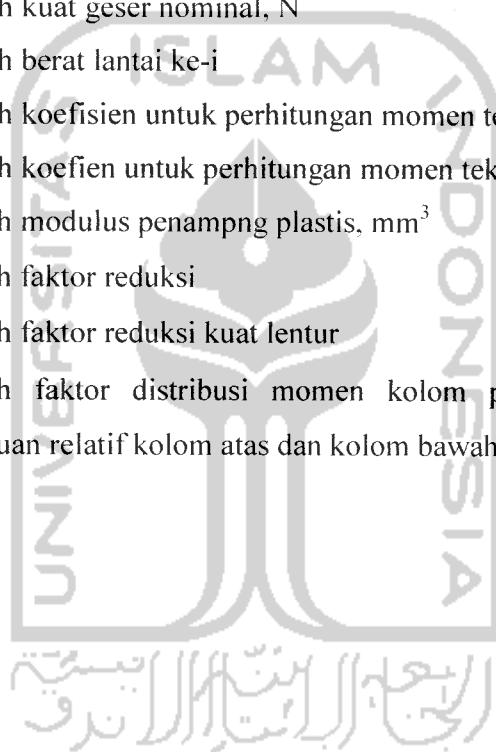 h kuat geser nominal, N
h berat lantai ke-i
h koefisien untuk perhitungan momen te
h koefien untuk perhitungan momen tek
h modulus penampng plastis, mm³
h faktor reduksi
h faktor reduksi kuat lentur
h faktor distribusi momen kolom p
uan relatif kolom atas dan kolom bawah
ISLAM
UNIVERSITAS
INDONESIA